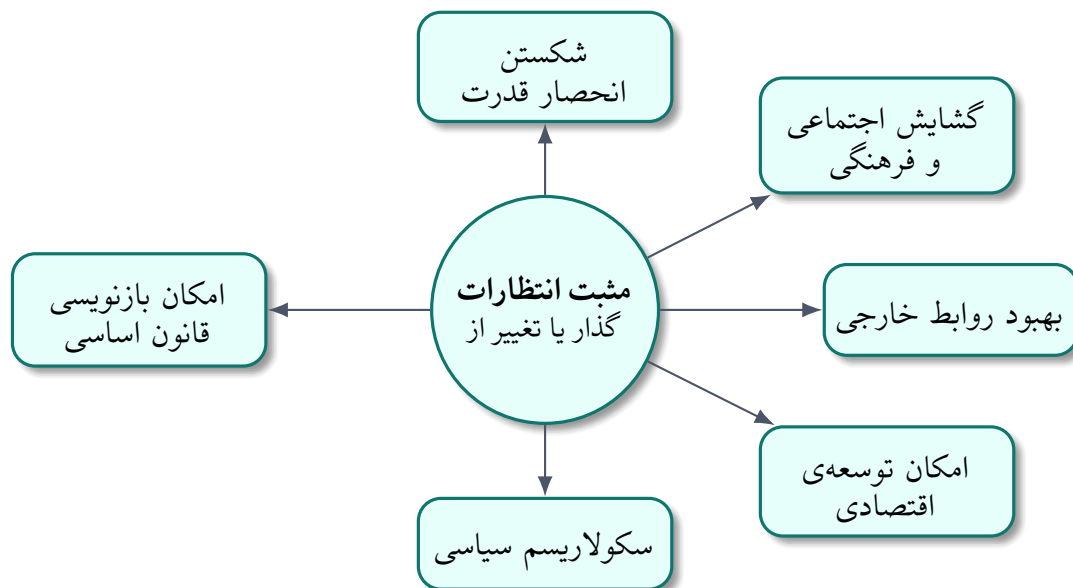 شکستن
انحصار قدرت
گشایش اجتماعی
و فرهنگی
امکان بازنویسی
قانون اساسی
مثبت انتظارات
گذار یا تغییر از
بهبود روابط خارجی
امکان توسعه‌ی
اقتصادی
سکولاریسم سیاسی